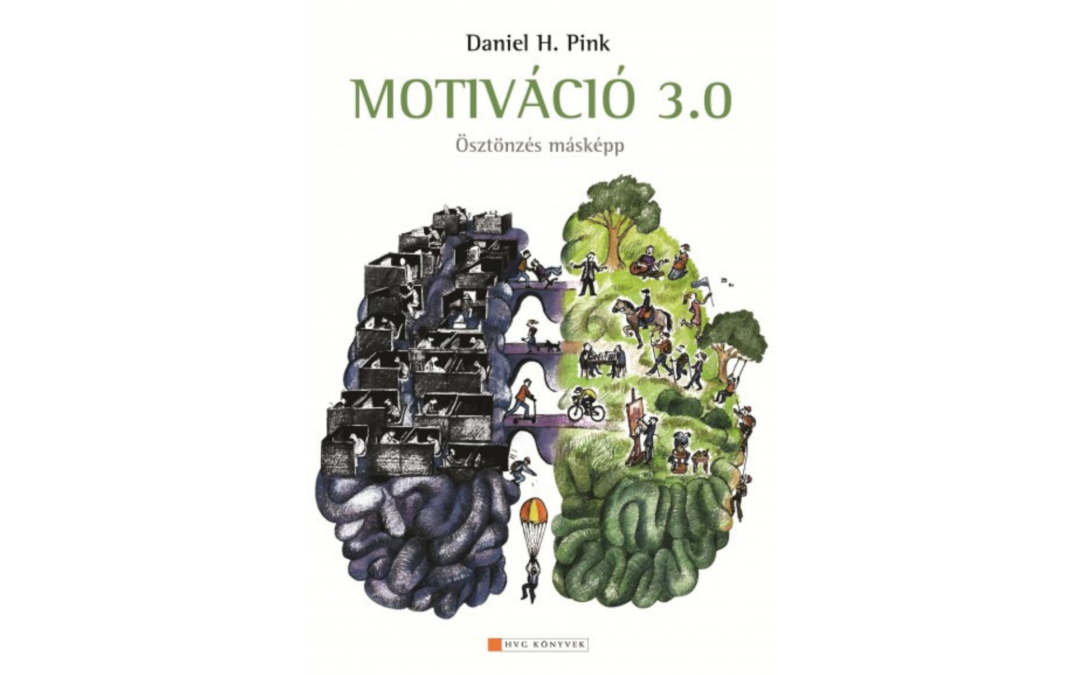 Daniel H. Pink
MOTIVÁCIÓ 3.0
Ösztönzés másképp
HVG KÖNYVEK